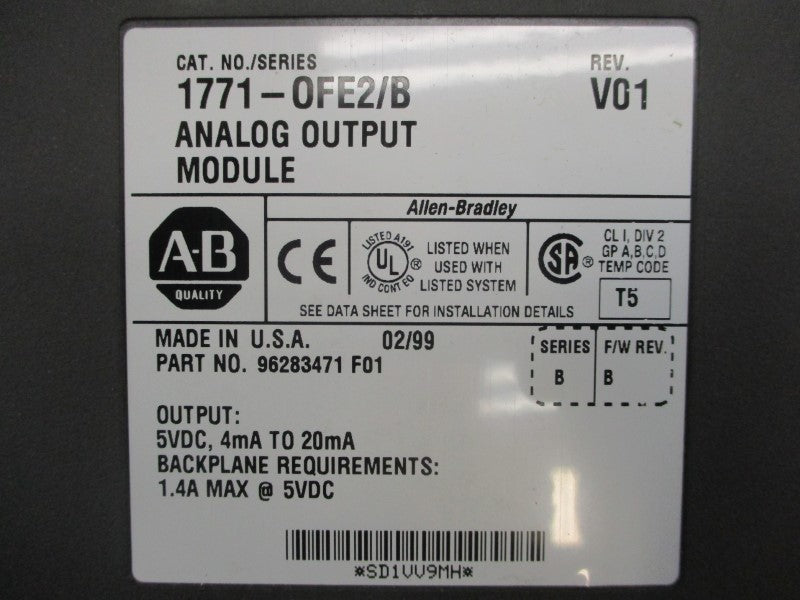 CAT. NO./SERIES REV.
1771-OFE2/B V01
ANALOG OUTPUT
MODULE
Allen-Bradley
A-B
QUALITY
CE
LISTED A191
UL
IND CONT EQ
®
LISTED WHEN
USED WITH
LISTED SYSTEM
SA
®
CL I, DIV 2
GP A,B,C,D
TEMP CODE
T5
SEE DATA SHEET FOR INSTALLATION DETAILS
MADE IN U.S.A. 02/99
PART NO. 96283471 F01
SERIES F/W REV.
B B
OUTPUT:
5VDC, 4mA TO 20mA
BACKPLANE REQUIREMENTS:
1.4A MAX @ 5VDC
*SD1VV9MH*